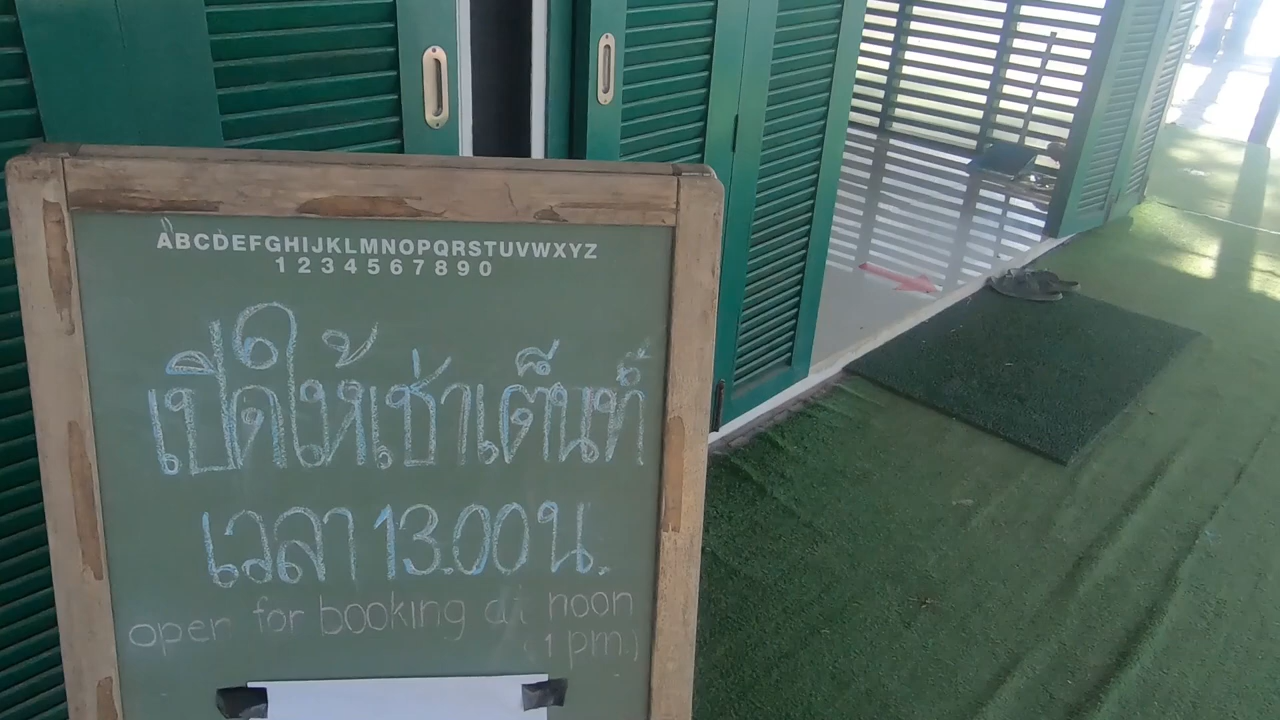 ABCDEFGHIJKLMNOPQRSTUVWXYZ
1234567890
เปิดให้เช่าเต็นท์
เวลา 13.00 น.
open for booking at noon
(1 pm)